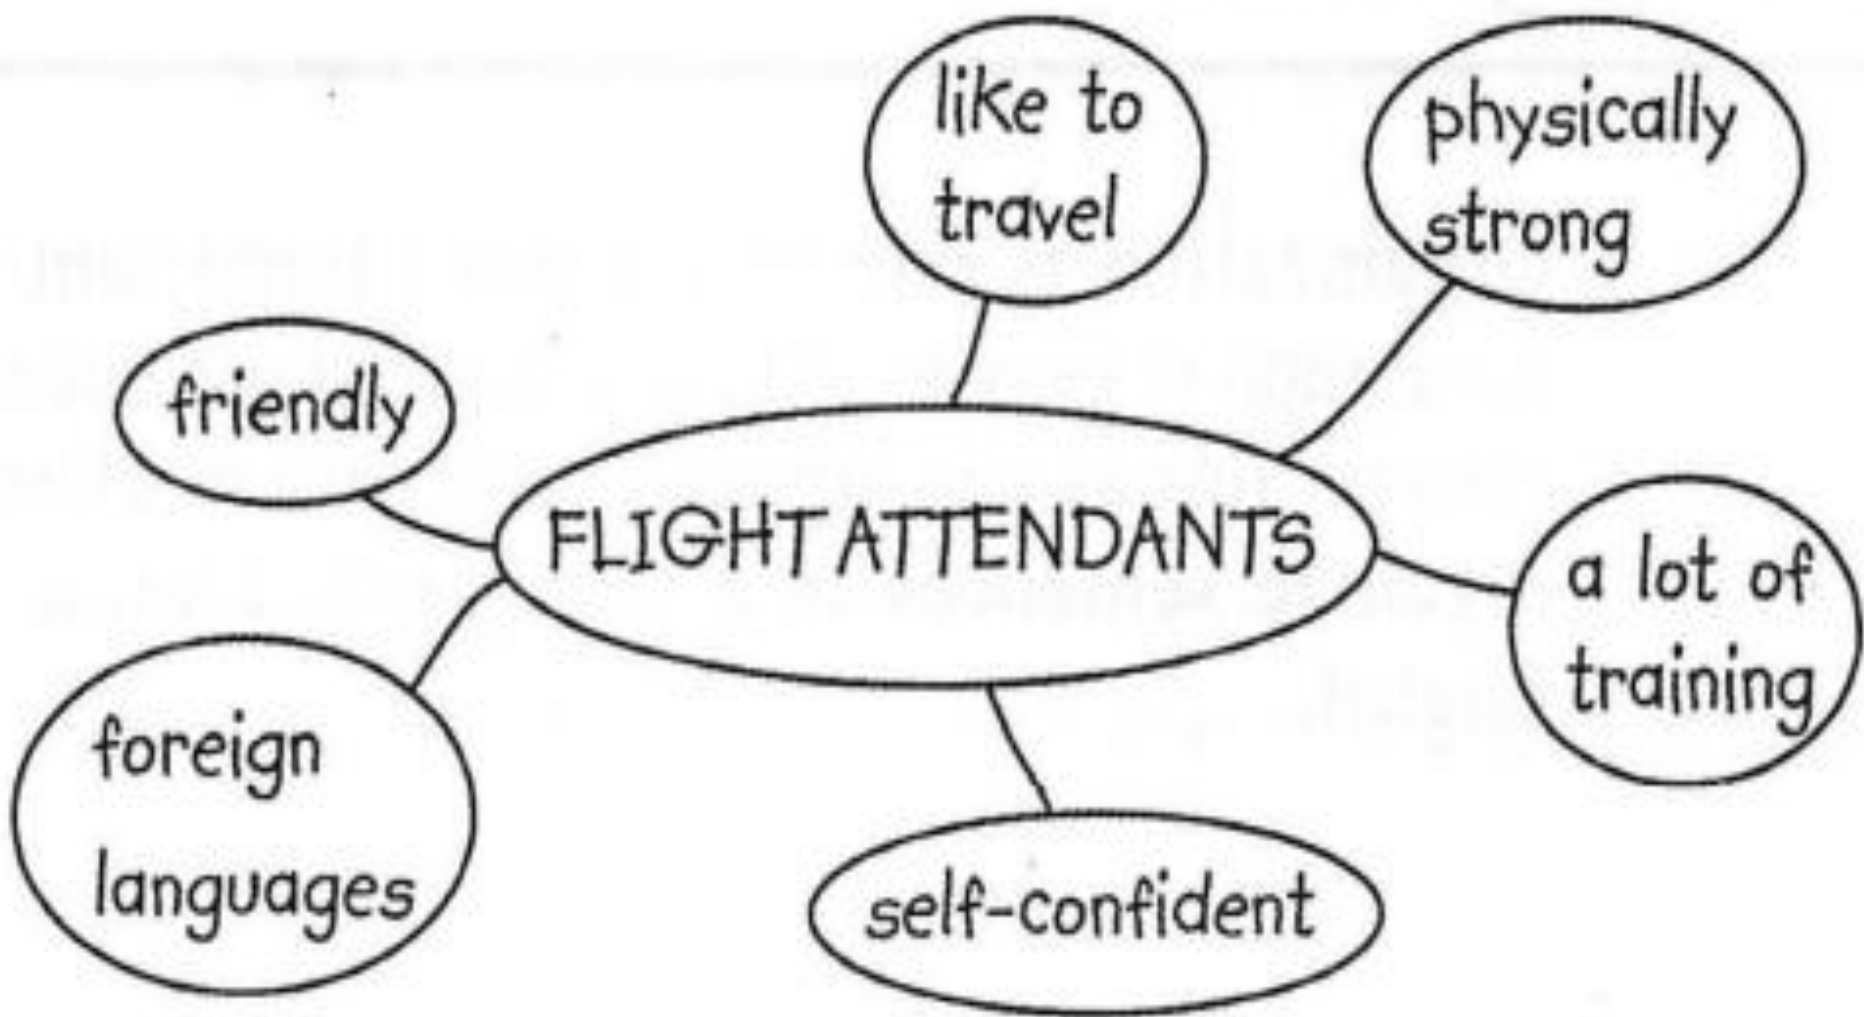 like to
travel
physically
strong
friendly
FLIGHT ATTENDANTS
a lot of
training
foreign
languages
self-confident